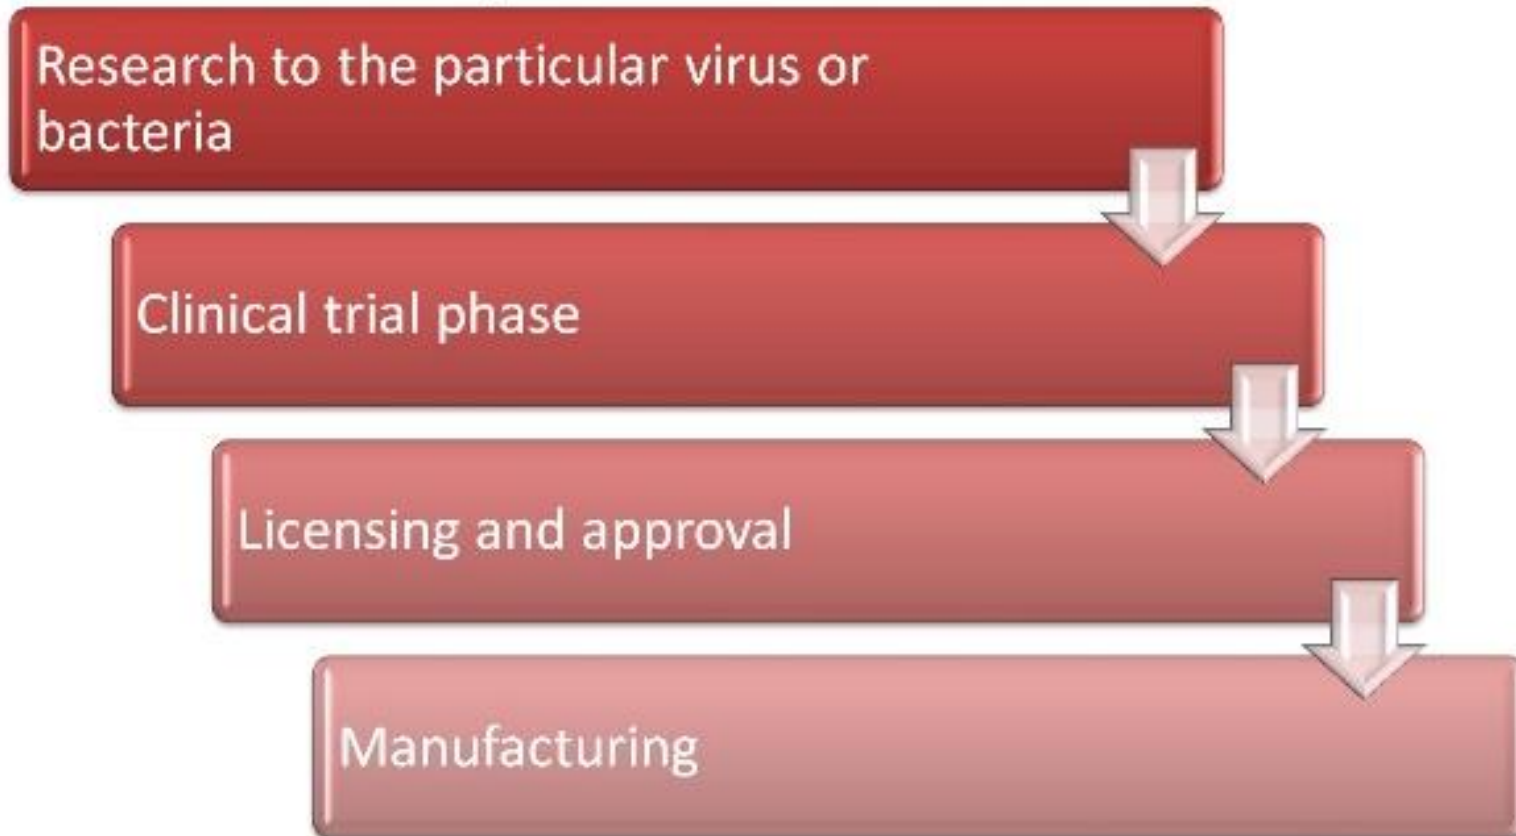 Research to the particular virus or
bacteria
Clinical trial phase
Licensing and approval
Manufacturing